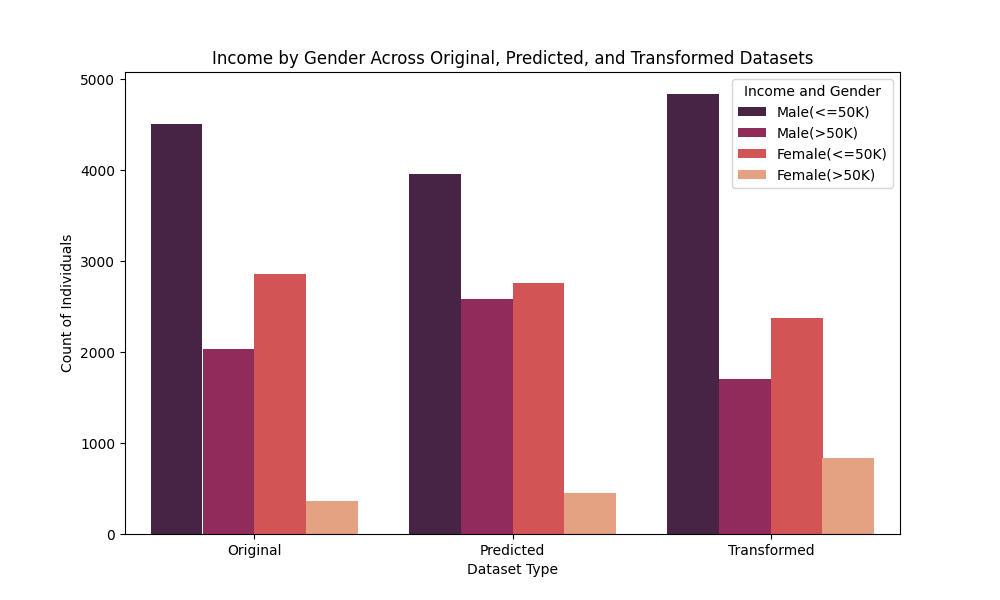 Income by Gender Across Original, Predicted, and Transformed Datasets
Income and Gender
Male(<=50K)
Male(>50K)
Female(<=50K)
Female(>50K)
5000
4000
3000
2000
1000
0
Count of Individuals
Original
Predicted
Transformed
Dataset Type